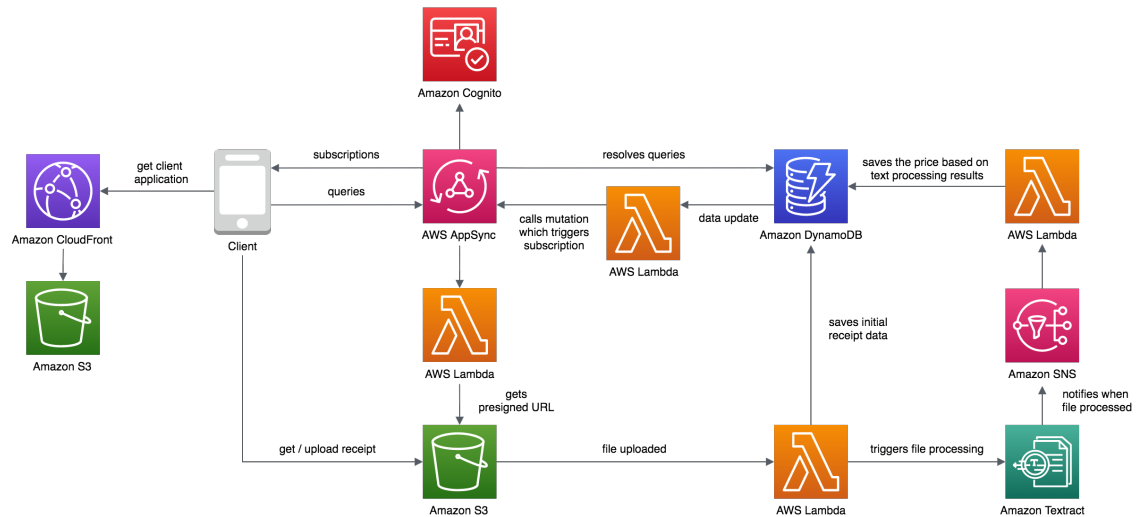 Amazon Cognito
get client
application
subscriptions
queries
resolves queries
saves the price based on
text processing results
Amazon CloudFront
Client
AWS AppSync
calls mutation
which triggers
subscription
data update
Amazon DynamoDB
AWS Lambda
AWS Lambda
saves initial
receipt data
Amazon S3
AWS Lambda
Amazon SNS
gets
presigned URL
notifies when
file processed
get / upload receipt
file uploaded
triggers file processing
Amazon S3
AWS Lambda
Amazon Textract